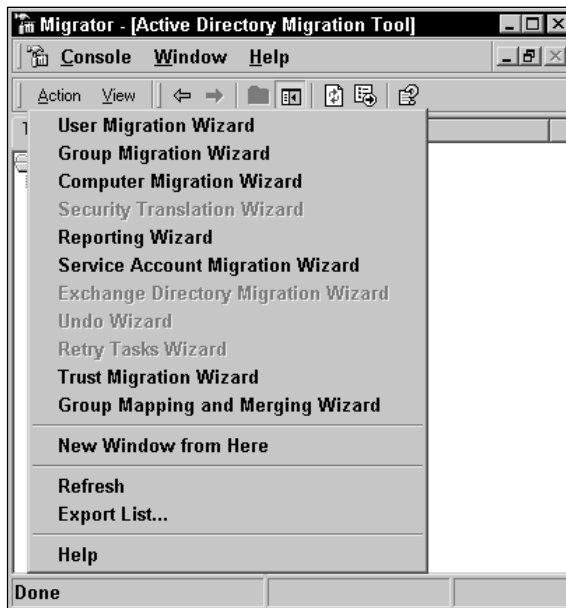 Migrator - [Active Directory Migration Tool]
Console Window Help
Action View
User Migration Wizard
Group Migration Wizard
Computer Migration Wizard
Security Translation Wizard
Reporting Wizard
Service Account Migration Wizard
Exchange Directory Migration Wizard
Undo Wizard
Retry Tasks Wizard
Trust Migration Wizard
Group Mapping and Merging Wizard
New Window from Here
Refresh
Export List...
Help
Done